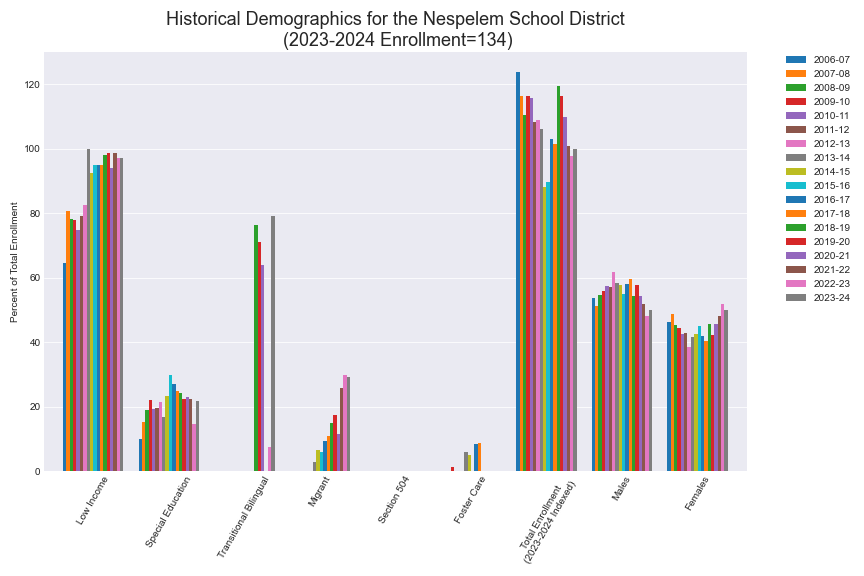 Historical Demographics for the Nespelem School District
(2023-2024 Enrollment=134)
Percent of Total Enrollment
120
100
80
60
40
20
0
Low Income
Special Education
Transitional Bilingual
Migrant
Section 504
Foster Care
Total Enrollment
(2023-2024 Indexed)
Males
Females
2006-07
2007-08
2008-09
2009-10
2010-11
2011-12
2012-13
2013-14
2014-15
2015-16
2016-17
2017-18
2018-19
2019-20
2020-21
2021-22
2022-23
2023-24